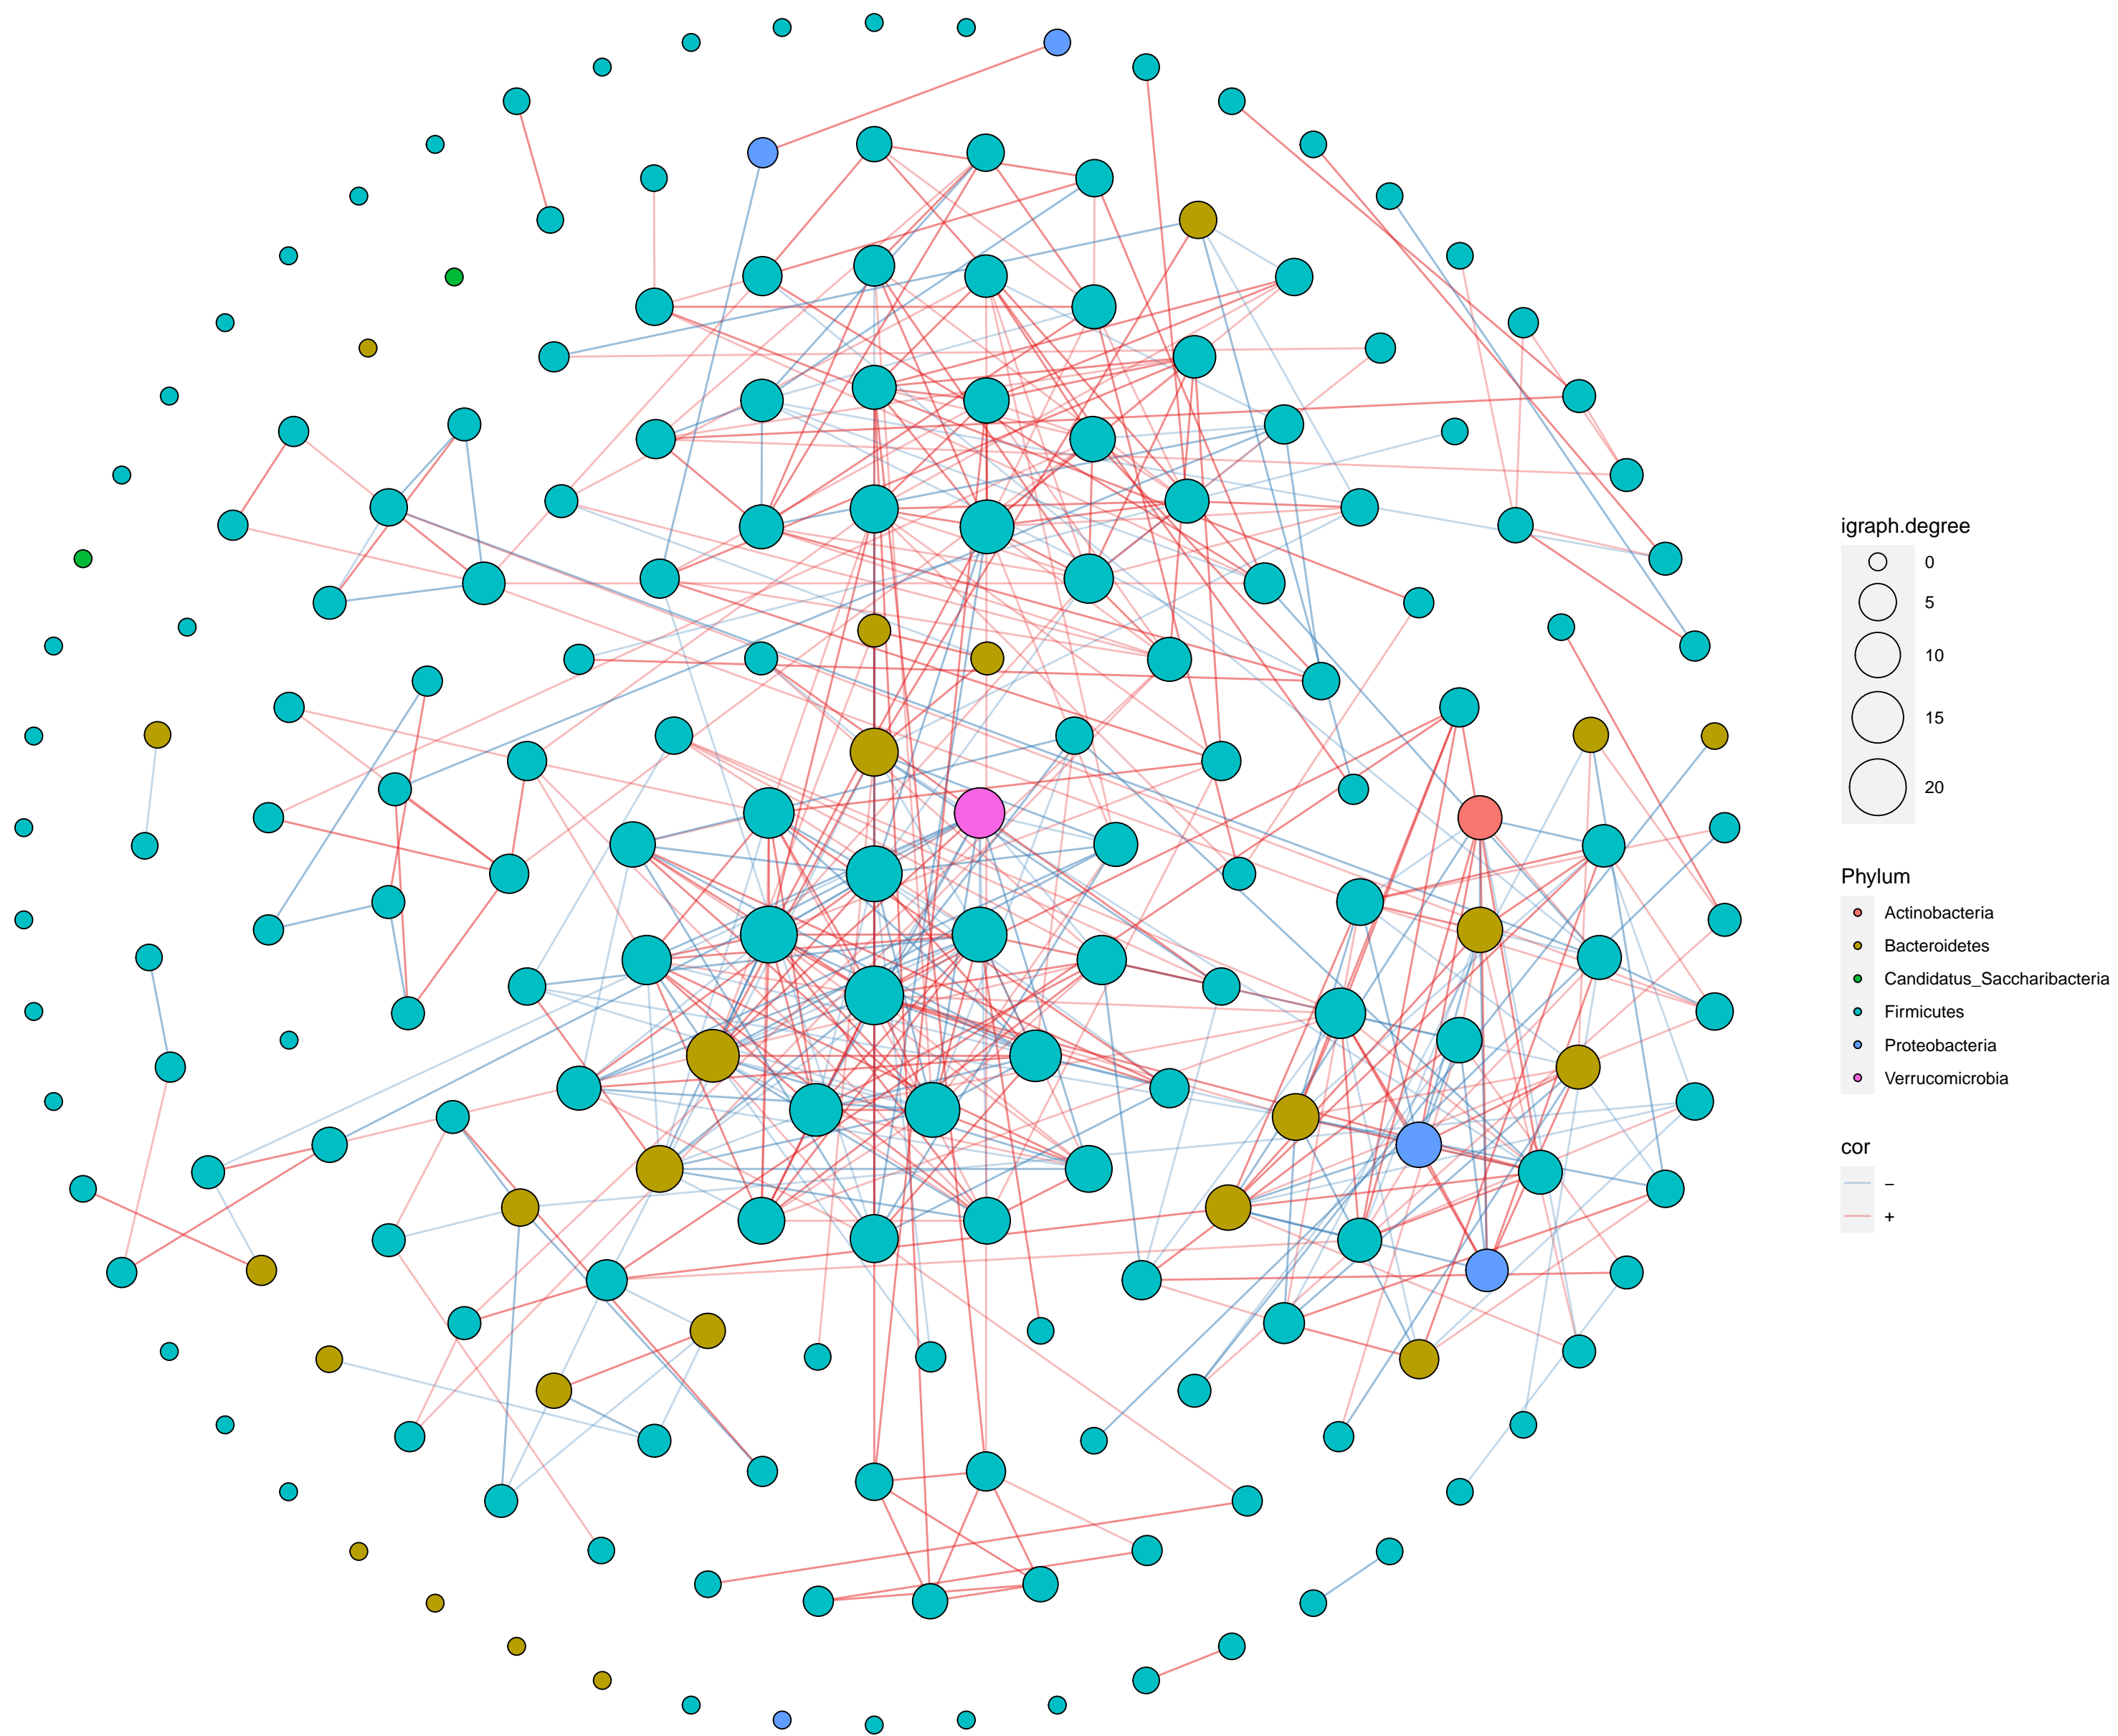 igraph.degree
0
5
10
15
20
Phylum
Actinobacteria
Bacteroidetes
Candidatus_Saccharibacteria
Firmicutes
Proteobacteria
Verrucomicrobia
cor
−
+